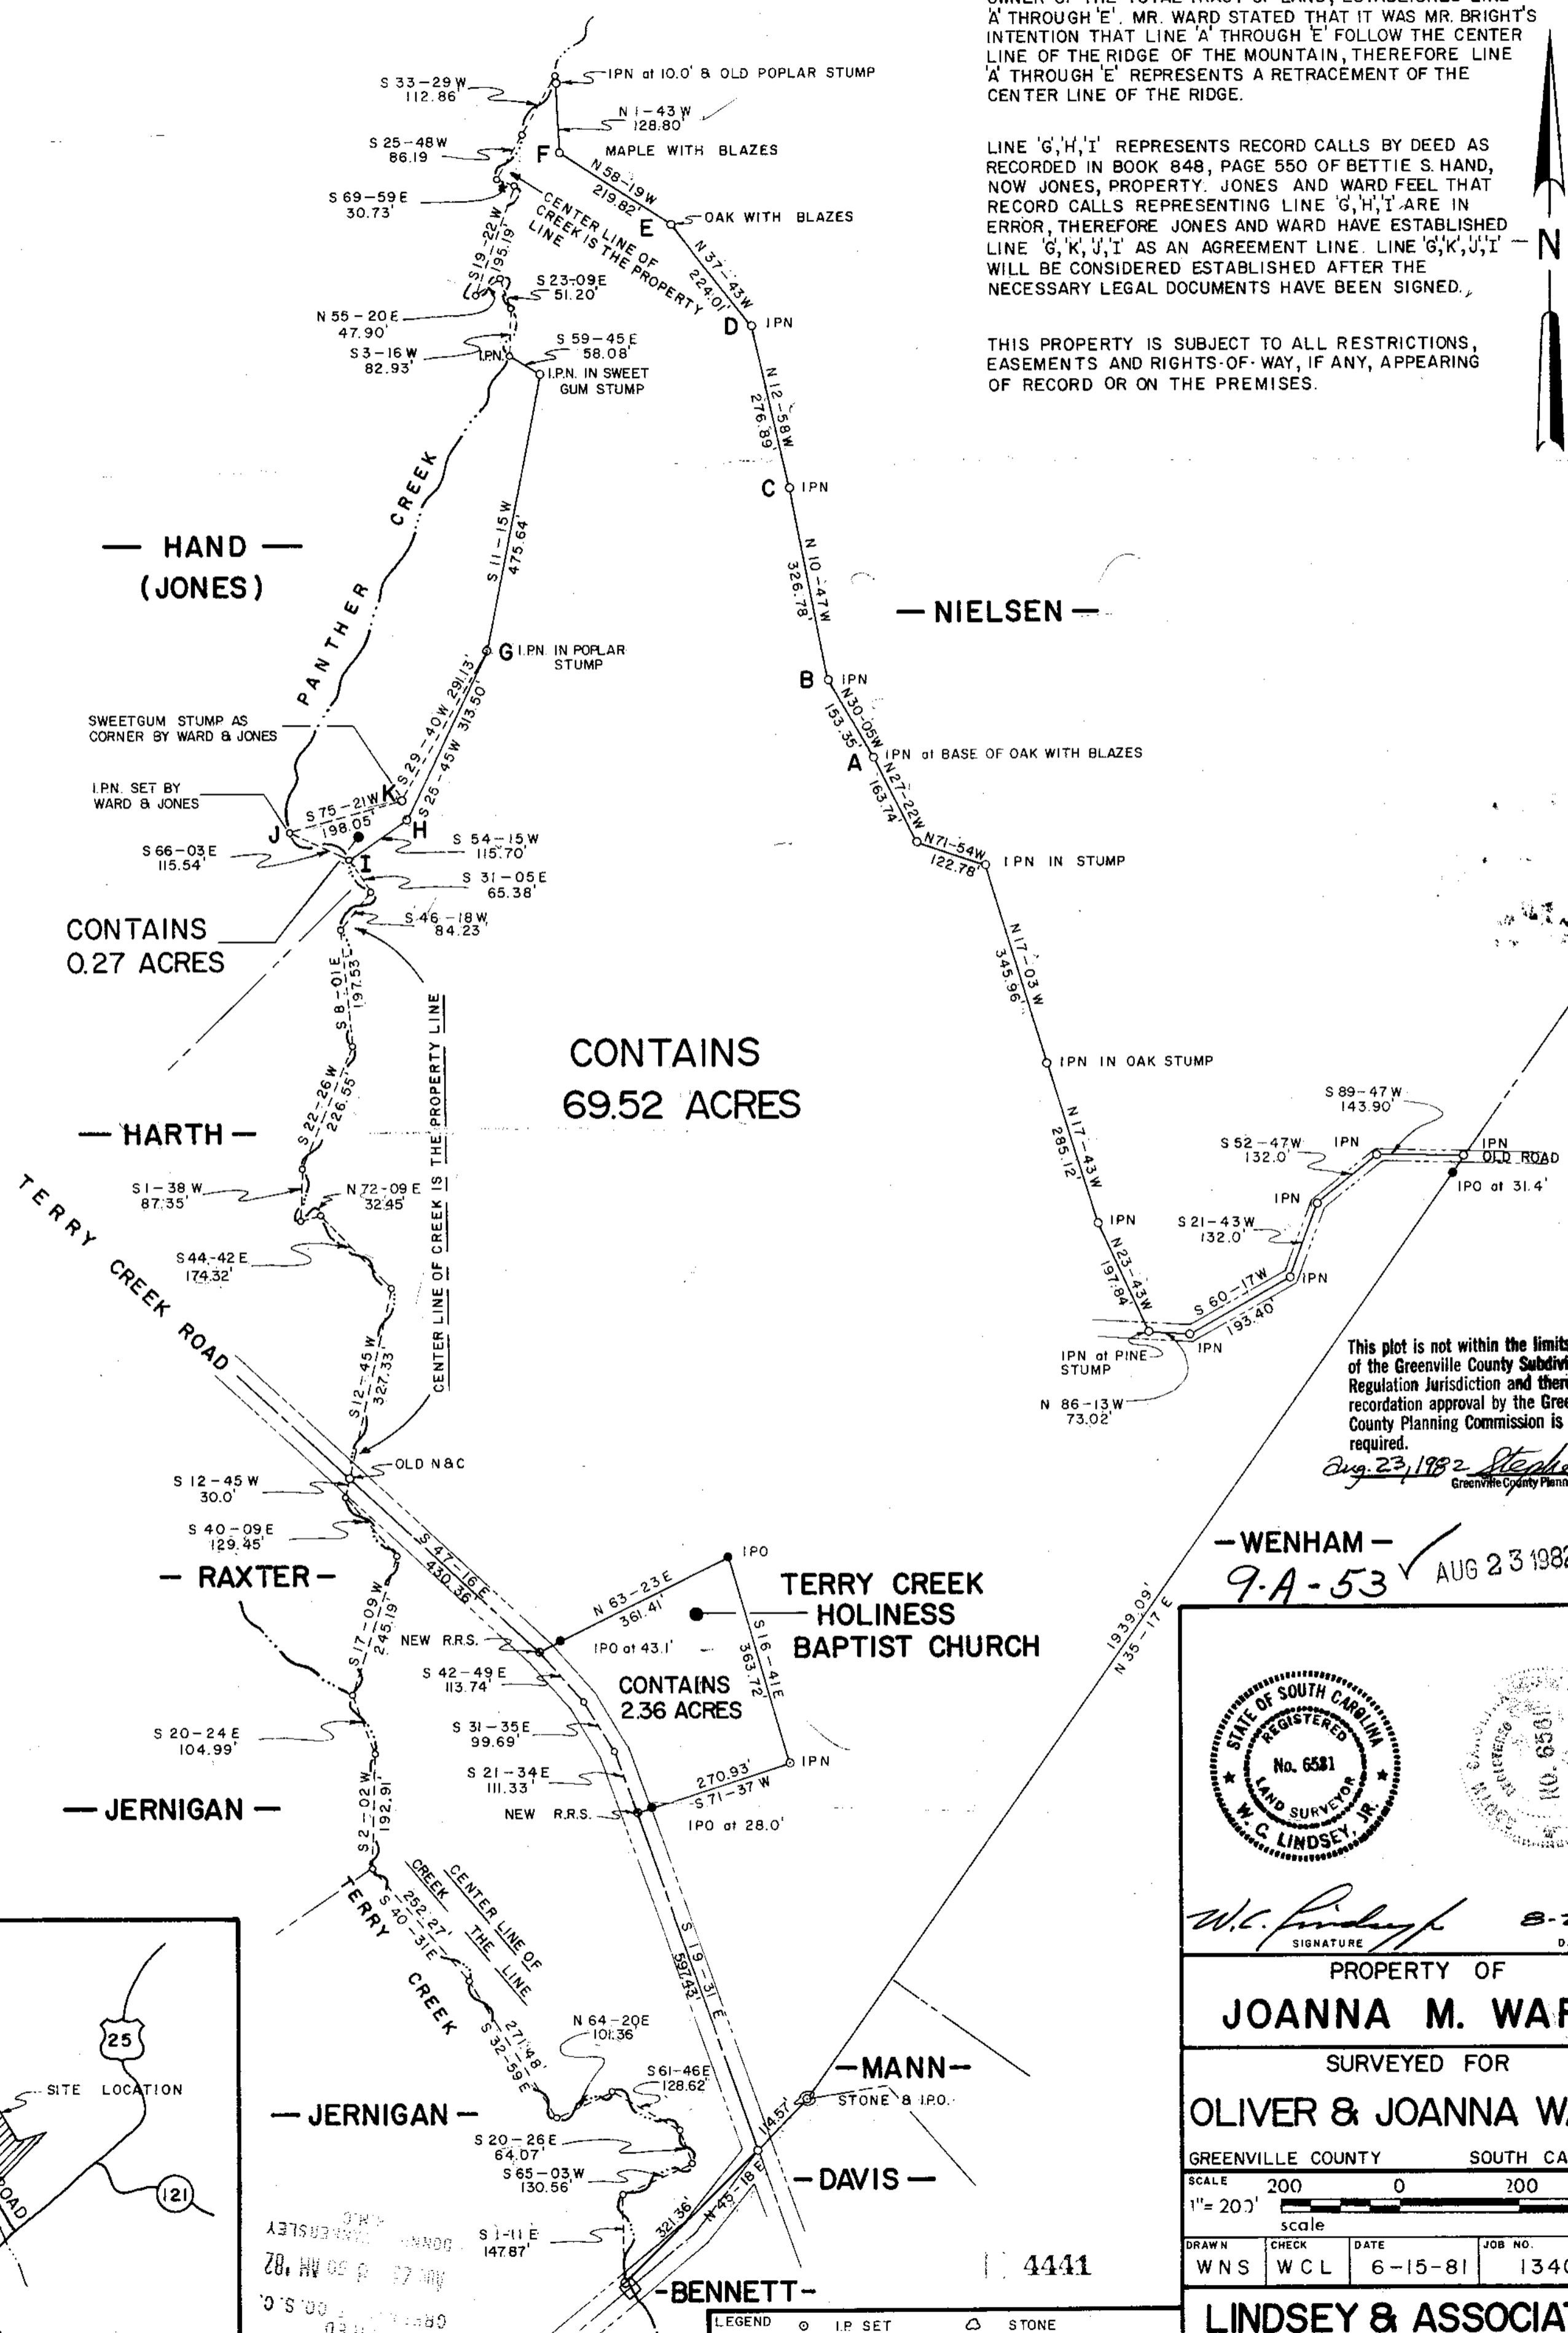 'A' THROUGH 'E'. MR. WARD STATED THAT IT WAS MR. BRIGHT'S
INTENTION THAT LINE 'A' THROUGH 'E' FOLLOW THE CENTER
LINE OF THE RIDGE OF THE MOUNTAIN, THEREFORE LINE
'A' THROUGH 'E' REPRESENTS A RETRACEMENT OF THE
CENTER LINE OF THE RIDGE.
LINE 'G','H','I' REPRESENTS RECORD CALLS BY DEED AS
RECORDED IN BOOK 848, PAGE 550 OF BETTIE S. HAND,
NOW JONES, PROPERTY. JONES AND WARD FEEL THAT
RECORD CALLS REPRESENTING LINE 'G','H','I' ARE IN
ERROR, THEREFORE JONES AND WARD HAVE ESTABLISHED
LINE 'G','K','J','I' AS AN AGREEMENT LINE. LINE 'G','K','J','I'
WILL BE CONSIDERED ESTABLISHED AFTER THE
NECESSARY LEGAL DOCUMENTS HAVE BEEN SIGNED.
THIS PROPERTY IS SUBJECT TO ALL RESTRICTIONS,
EASEMENTS AND RIGHTS-OF-WAY, IF ANY, APPEARING
OF RECORD OR ON THE PREMISES.
N
S 33-29 W
112.86'
IPN at 10.0' & OLD POPLAR STUMP
N 1-43 W
128.80'
S 25-48 W
86.19
F
MAPLE WITH BLAZES
N 58-19 W
219.82'
S 69-59 E
30.73'
CENTER LINE OF
CREEK IS THE PROPERTY
LINE
E
OAK WITH BLAZES
S 19-22 W
195.19'
N 37-43 W
224.01'
S 23-09 E
51.20'
N 55-20 E
47.90'
D
IPN
S 3-16 W
82.93'
I.P.N.
S 59-45 E
58.08'
I.P.N. IN SWEET
GUM STUMP
N 12-58 W
276.89'
C
IPN
PANTHER CREEK
— HAND —
(JONES)
S 11-15 W
475.64'
N 10-47 W
326.78'
— NIELSEN —
G
I.P.N. IN POPLAR
STUMP
B
IPN
SWEETGUM STUMP AS
CORNER BY WARD & JONES
S 29-40 W 291.13'
S 25-45 W 313.50'
N 30-05 W
153.35'
A
IPN at BASE OF OAK WITH BLAZES
I.P.N. SET BY
WARD & JONES
K
S 75-21 W
198.05'
J
H
N 27-22 W
163.74'
S 66-03 E
115.54'
I
S 54-15 W
115.70'
N 71-54 W
122.78'
IPN IN STUMP
S 31-05 E
65.38'
S 46-18 W
84.23'
CONTAINS
0.27 ACRES
S 8-01 E
197.53'
N 17-03 W
345.96'
CENTER LINE OF CREEK IS THE PROPERTY LINE
CONTAINS
69.52 ACRES
IPN IN OAK STUMP
S 22-26 W
226.55'
— HARTH —
N 17-43 W
285.12'
S 89-47 W
143.90'
S 52-47 W
132.0'
IPN
IPN
OLD ROAD
IPO at 31.4'
S 1-38 W
87.35'
N 72-09 E
32.45'
IPN
IPN
S 21-43 W
132.0'
S 44-42 E
174.32'
N 23-43 W
197.84'
IPN
S 60-17 W
193.40'
IPN at PINE
STUMP
IPN
N 86-13 W
73.02'
TERRY CREEK ROAD
S 12-45 W
327.33'
This plot is not within the limits
of the Greenville County
Regulation Jurisdiction and
recordation approval by the
County Planning Commission is
required.
Aug. 23, 1982
Greenville County
OLD N&C
S 12-45 W
30.0'
S 40-09 E
129.45'
S 47-16 E
430.36
— WENHAM —
9-A-53
AUG 23 1982
— RAXTER —
IPO
N 63-23 E
361.41'
TERRY CREEK
HOLINESS
BAPTIST CHURCH
S 17-09 W
245.19'
NEW R.R.S.
IPO at 43.1'
S 16-41 E
363.72'
1939.09'
N 35-17 E
S 42-49 E
113.74'
CONTAINS
2.36 ACRES
S 20-24 E
104.99'
S 31-35 E
99.69'
S 21-34 E
111.33'
270.93'
S 71-37 W
IPN
— JERNIGAN —
NEW R.R.S.
IPO at 28.0'
S 2-02 W
192.91'
STATE OF SOUTH CAROLINA
REGISTERED
No. 6581
LAND SURVEYOR
W. C. LINDSEY, JR.
NO. 6581
TERRY CREEK
252.27'
S 40-31 E
CENTER LINE OF
CREEK THE LINE
S 19-31 E
597.43'
SIGNATURE
PROPERTY OF
JOANNA M.
SURVEYED FOR
OLIVER & JOANNA
GREENVILLE COUNTY SOUTH
SCALE
1"= 200'
200 0 200
scale
DRAWN
WNS
CHECK
WCL
DATE
6-15-81
JOB NO.
LINDSEY &
271.48'
S 32-59 E
N 64-20 E
101.36'
S 61-46 E
128.62'
— MANN —
STONE & I.P.O.
114.57'
— JERNIGAN —
S 20-26 E
64.07'
S 65-03 W
130.56'
— DAVIS —
321.36'
N 45-18 E
S 1-11 E
147.87'
4441
— BENNETT —
25
SITE LOCATION
121
LEGEND
I.P. SET
STONE